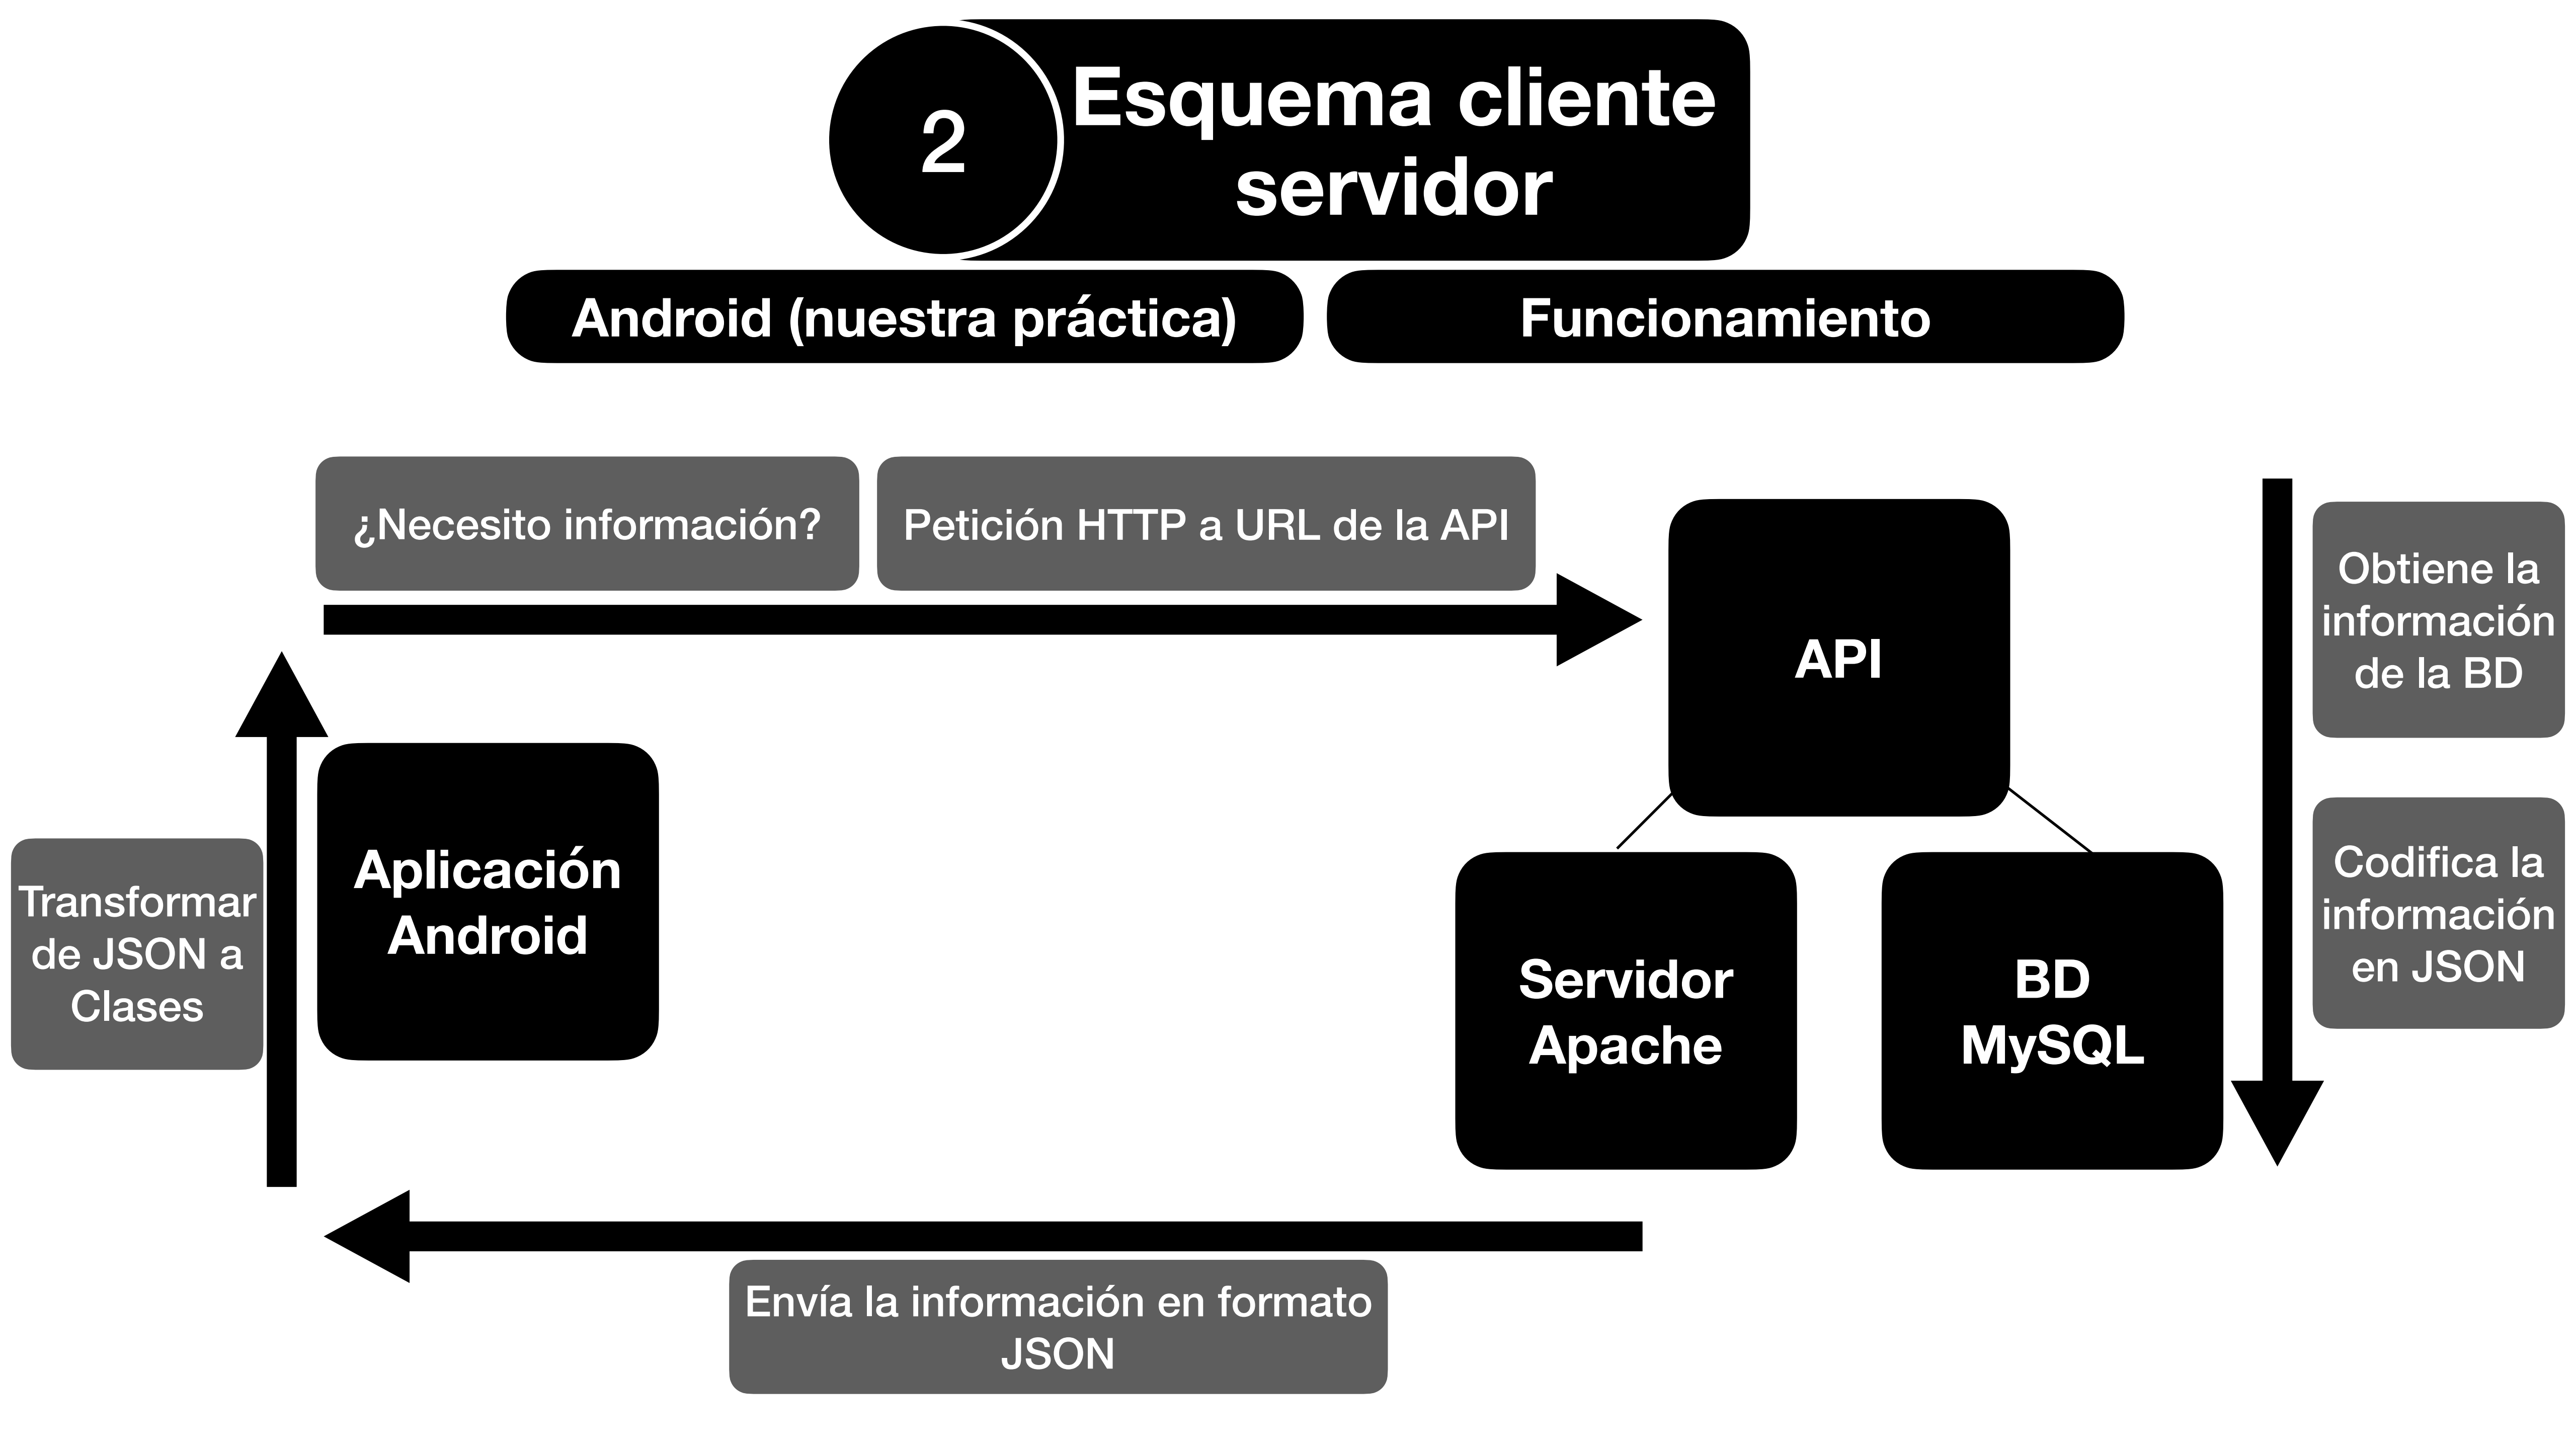 2
Esquema cliente
servidor
Android (nuestra práctica)
Funcionamiento
¿Necesito información?
Petición HTTP a URL de la API
API
Obtiene la
información
de la BD
Aplicación
Android
Transformar
de JSON a
Clases
Servidor
Apache
BD
MySQL
Codifica la
información
en JSON
Envía la información en formato
JSON